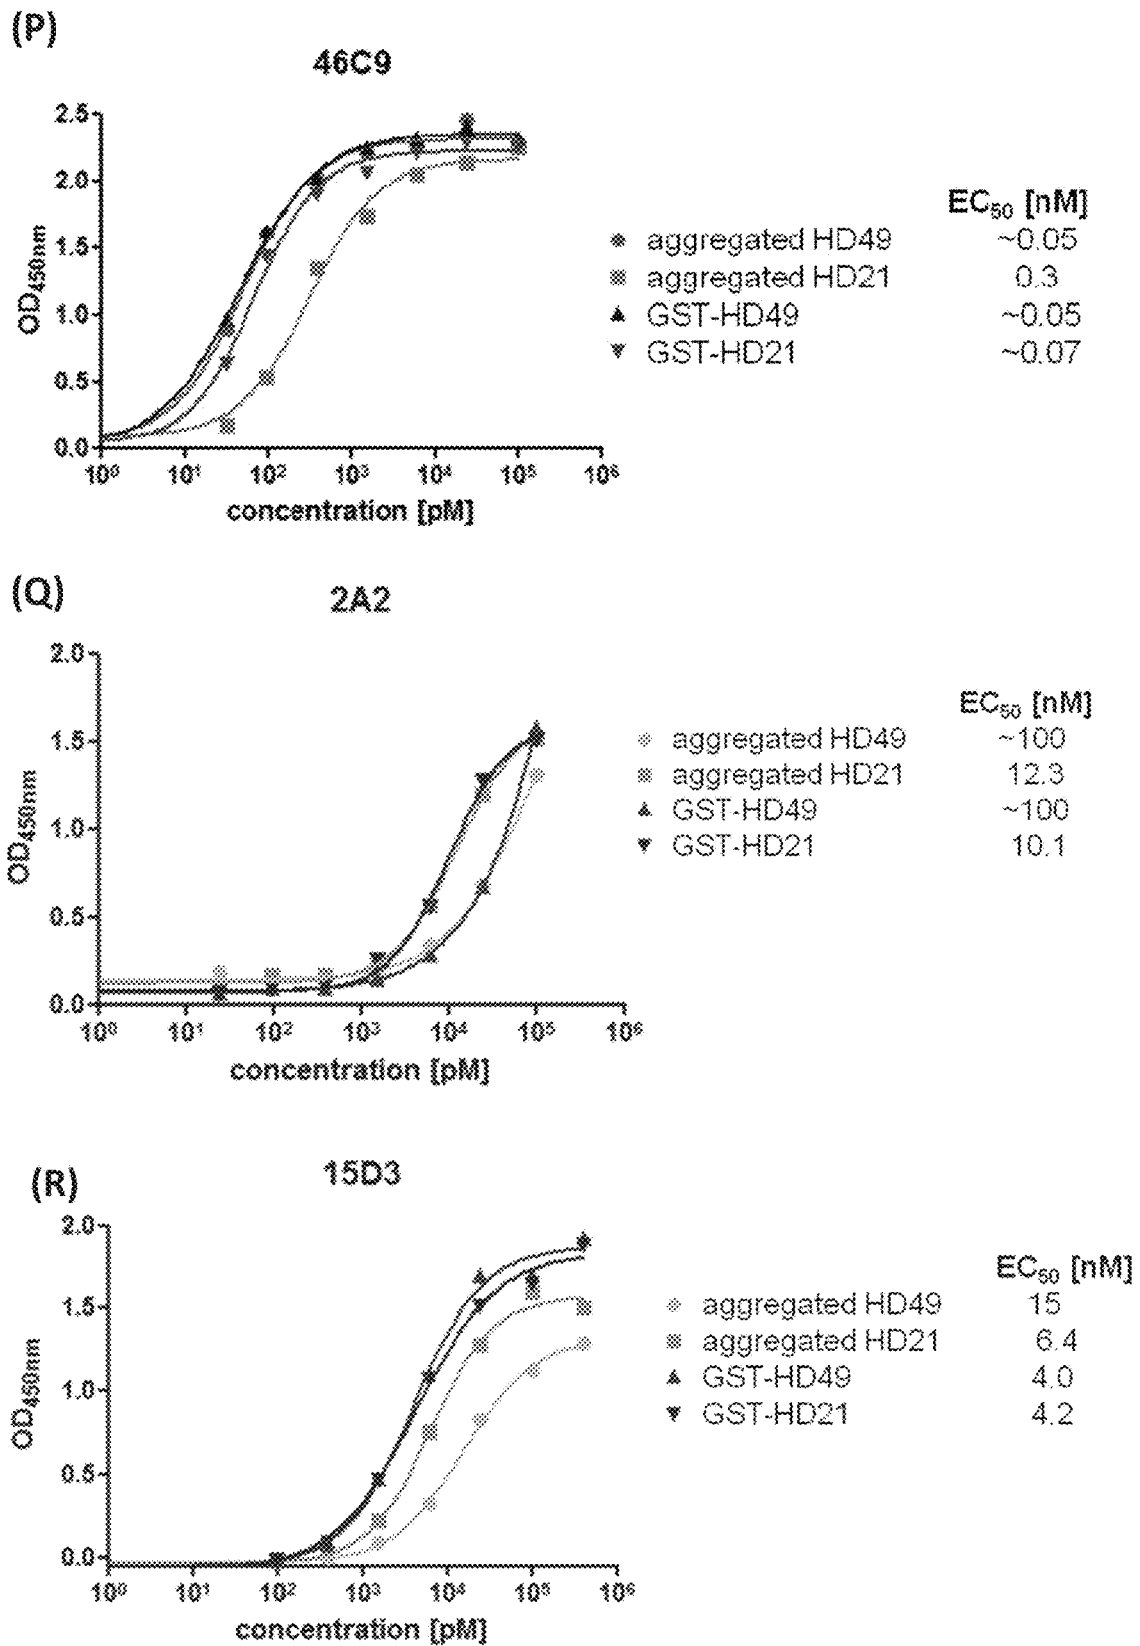 (P)
46C9
2.5
2.0
1.5
1.0
0.5
0.0
OD450nm
10⁰ 10¹ 10² 10³ 10⁴ 10⁵ 10⁶
concentration [pM]
EC50 [nM]
aggregated HD49 ~0.05
aggregated HD21 0.3
GST-HD49 ~0.05
GST-HD21 ~0.07
(Q)
2A2
2.0
1.5
1.0
0.5
0.0
OD450nm
10⁰ 10¹ 10² 10³ 10⁴ 10⁵ 10⁶
concentration [pM]
EC50 [nM]
aggregated HD49 ~100
aggregated HD21 12.3
GST-HD49 ~100
GST-HD21 10.1
(R)
15D3
2.0
1.5
1.0
0.5
0.0
OD450nm
10⁰ 10¹ 10² 10³ 10⁴ 10⁵ 10⁶
concentration [pM]
EC50 [nM]
aggregated HD49 15
aggregated HD21 6.4
GST-HD49 4.0
GST-HD21 4.2